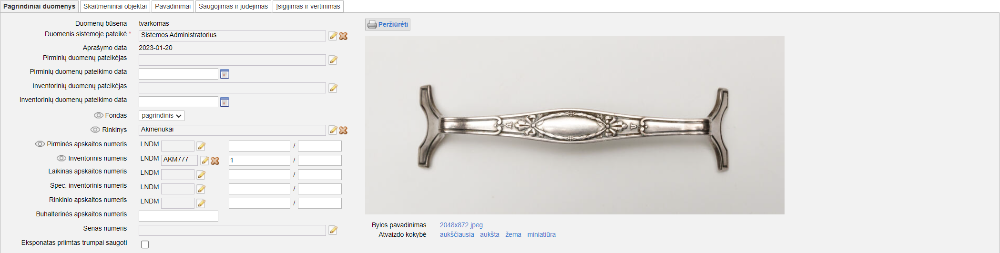 Pagrindiniai duomenys Skaitmeniniai objektai Pavadinimai Saugojimas ir judėjimas Įsigijimas ir vertinimas
Duomenų būsena tvarkomas
Duomenis sistemoje pateikė * Sistemos Administratorius
Aprašymo data 2023-01-20
Pirminių duomenų pateikėjas
Pirminių duomenų pateikimo data
Inventorinių duomenų pateikėjas
Inventorinių duomenų pateikimo data
Fondas pagrindinis
Rinkinys Akmenukai
Pirminės apskaitos numeris LNDM /
Inventorinis numeris LNDM AKM777 1 /
Laikinas apskaitos numeris LNDM /
Spec. inventorinis numeris LNDM /
Rinkinio apskaitos numeris LNDM /
Buhalterinės apskaitos numeris
Senas numeris
Eksponatas priimtas trumpai saugoti
Peržiūrėti
Bylos pavadinimas 2048x872.jpeg
Atvaizdo kokybė aukščiausia aukšta žema miniatiūra